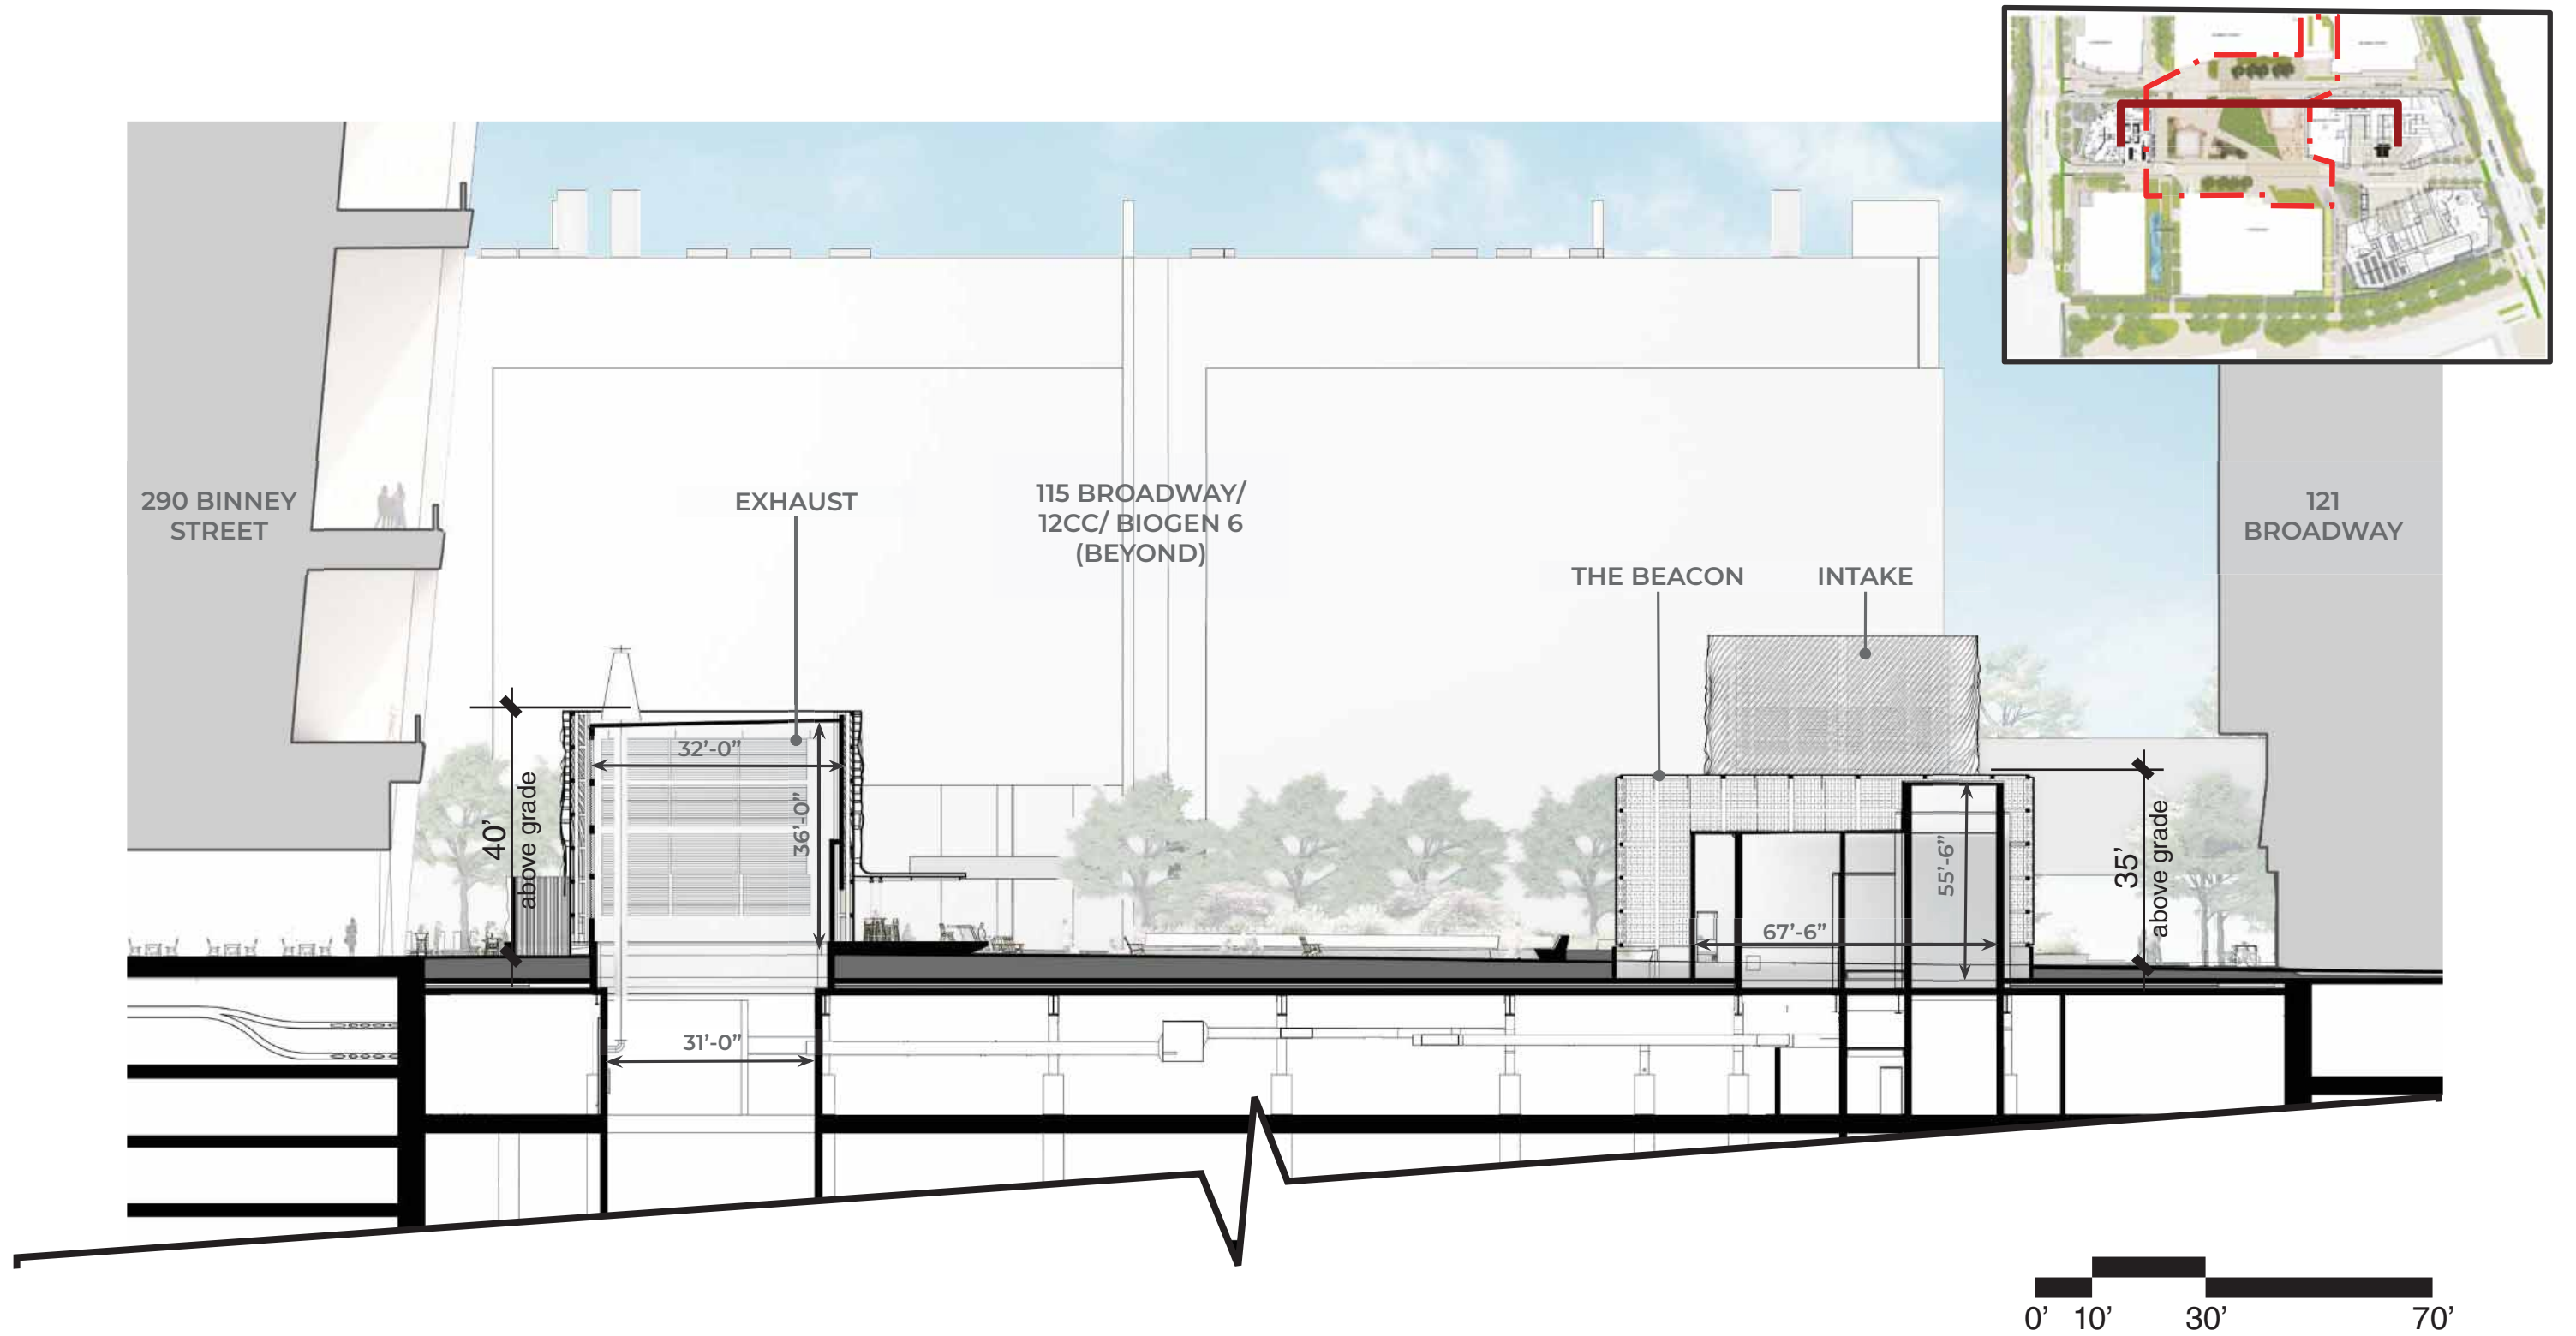 290 BINNEY
STREET
EXHAUST
115 BROADWAY/
12CC/ BIOGEN 6
(BEYOND)
THE BEACON
INTAKE
121
BROADWAY
32’-0”
36’-0”
40’
above grade
31’-0”
67’-6”
55’-6”
35’
above grade
0’ 10’ 30’ 70’